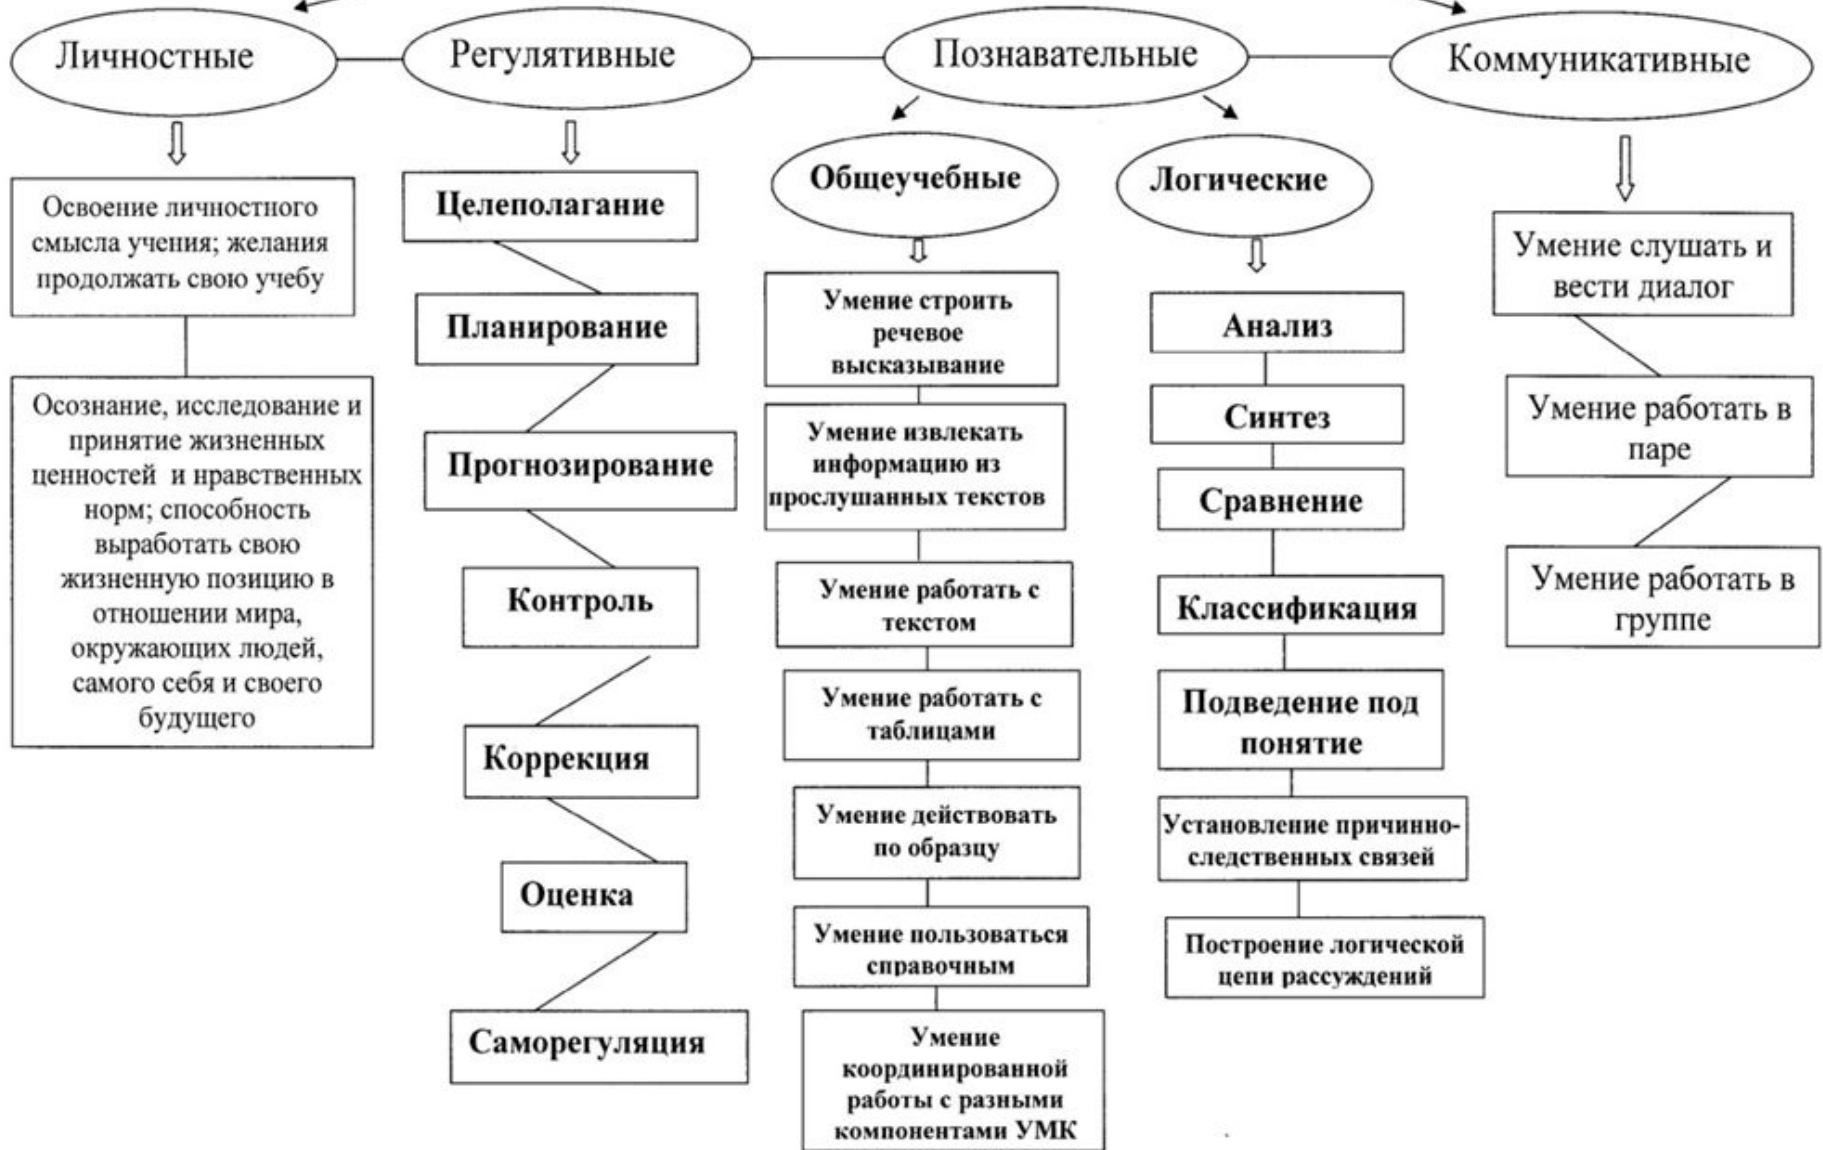 Личностные
Регулятивные
Познавательные
Коммуникативные
Освоение личностного
смысла учения; желания
продолжать свою учебу
Осознание, исследование и
принятие жизненных
ценностей и нравственных
норм; способность
выработать свою
жизненную позицию в
отношении мира,
окружающих людей,
самого себя и своего
будущего
Целеполагание
Планирование
Прогнозирование
Контроль
Коррекция
Оценка
Саморегуляция
Общеучебные
Умение строить
речевое
высказывание
Умение извлекать
информацию из
прослушанных текстов
Умение работать с
текстом
Умение работать с
таблицами
Умение действовать
по образцу
Умение пользоваться
справочным
Умение
координированной
работы с разными
компонентами УМК
Логические
Анализ
Синтез
Сравнение
Классификация
Подведение под
понятие
Установление причинно-
следственных связей
Построение логической
цепи рассуждений
Умение слушать и
вести диалог
Умение работать в
паре
Умение работать в
группе